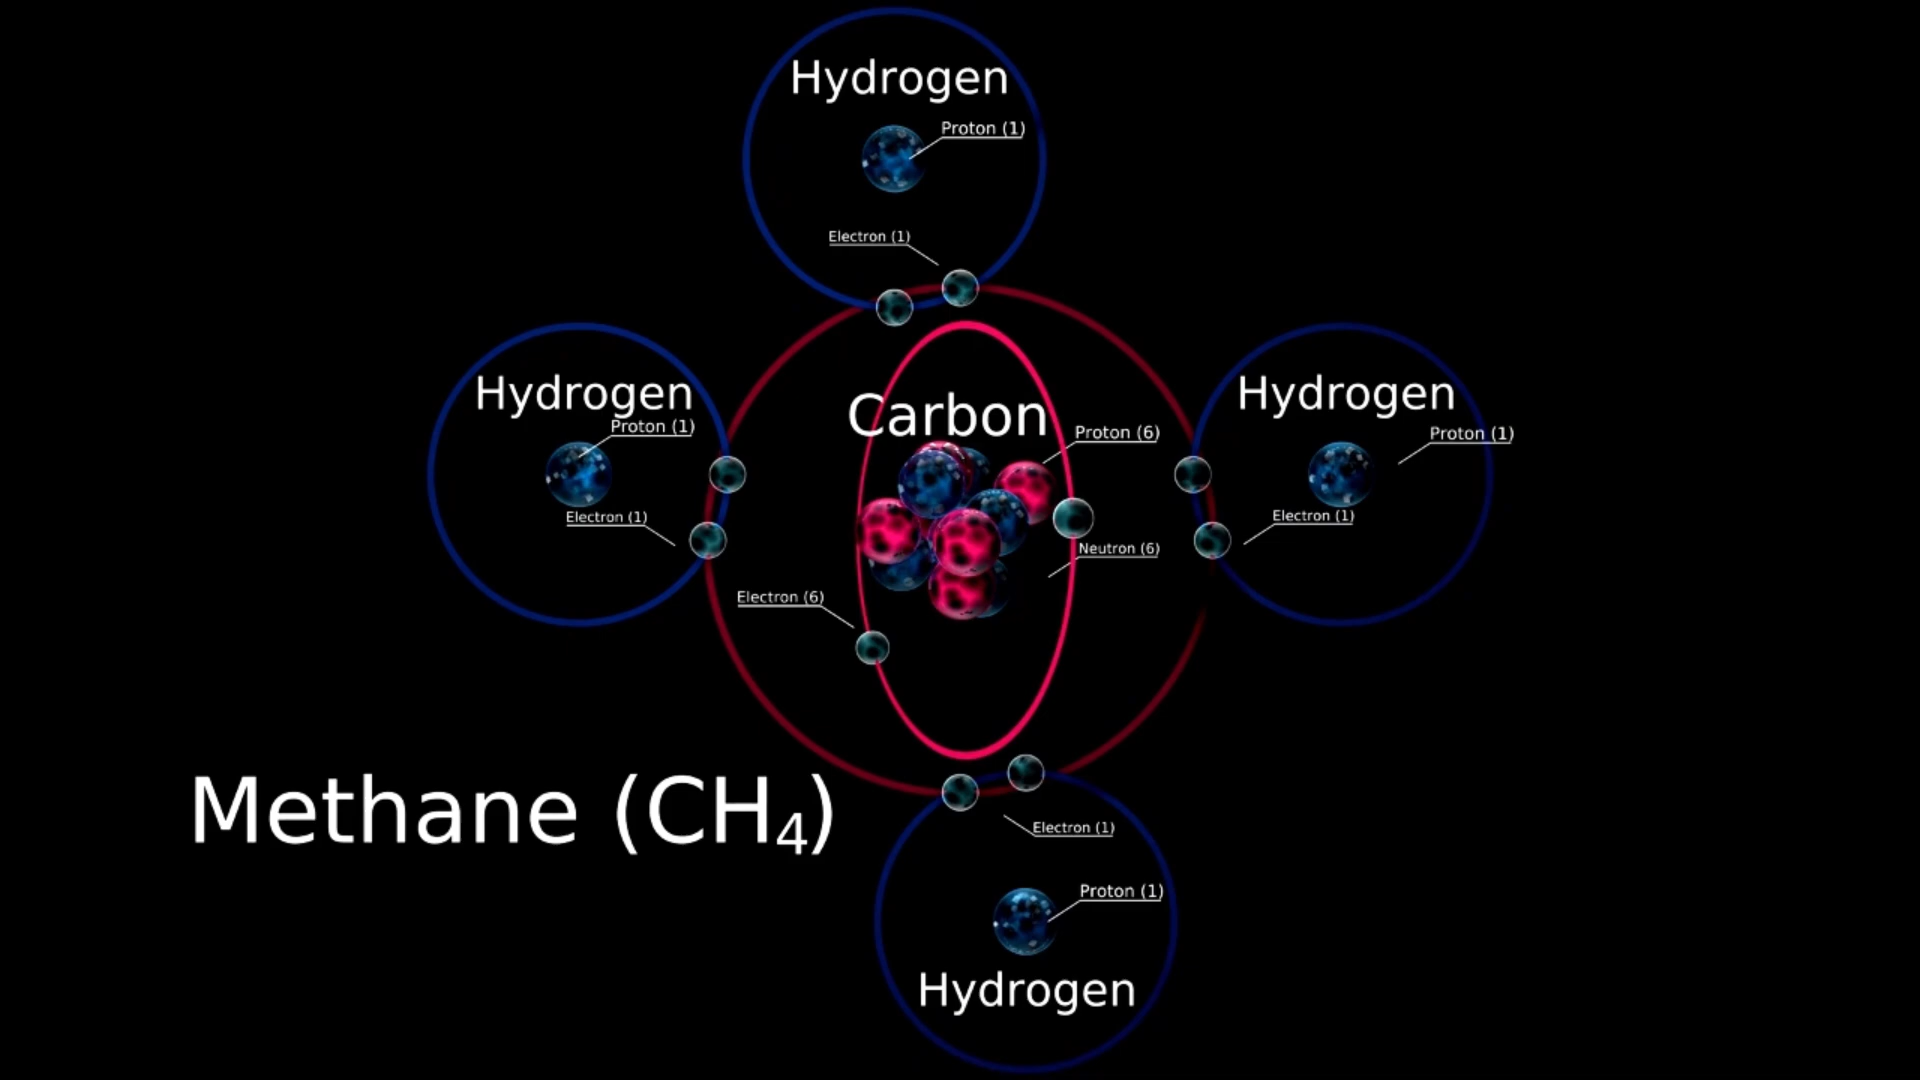 Hydrogen
Proton (1)
Electron (1)
Hydrogen
Proton (1)
Electron (1)
Carbon
Proton (6)
Neutron (6)
Electron (6)
Hydrogen
Proton (1)
Electron (1)
Methane (CH₄)
Electron (1)
Proton (1)
Hydrogen